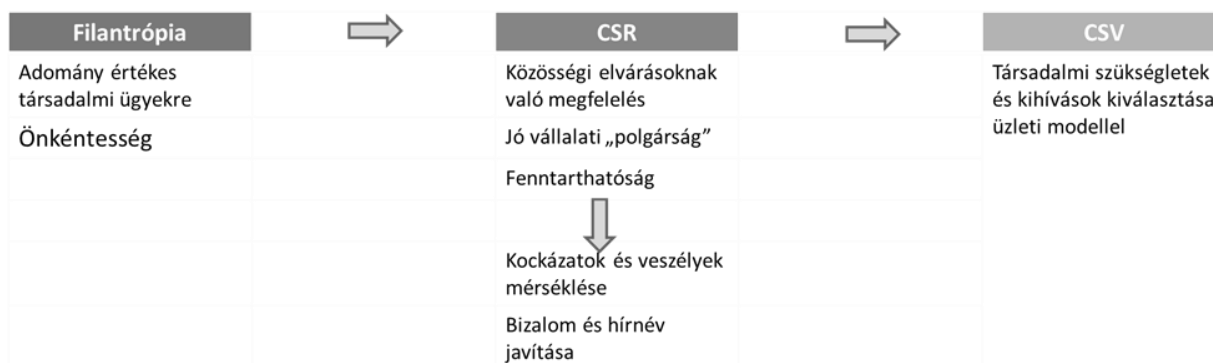 Filantrópia
CSR
CSV
Adomány értékes
társadalmi ügyekre
Önkéntesség
Közösségi elvárásoknak
való megfelelés
Jó vállalati „polgárság”
Fenntarthatóság
Kockázatok és veszélyek
mérséklése
Bizalom és hírnév
javítása
Társadalmi szükségletek
és kihívások kiválasztása
üzleti modellel